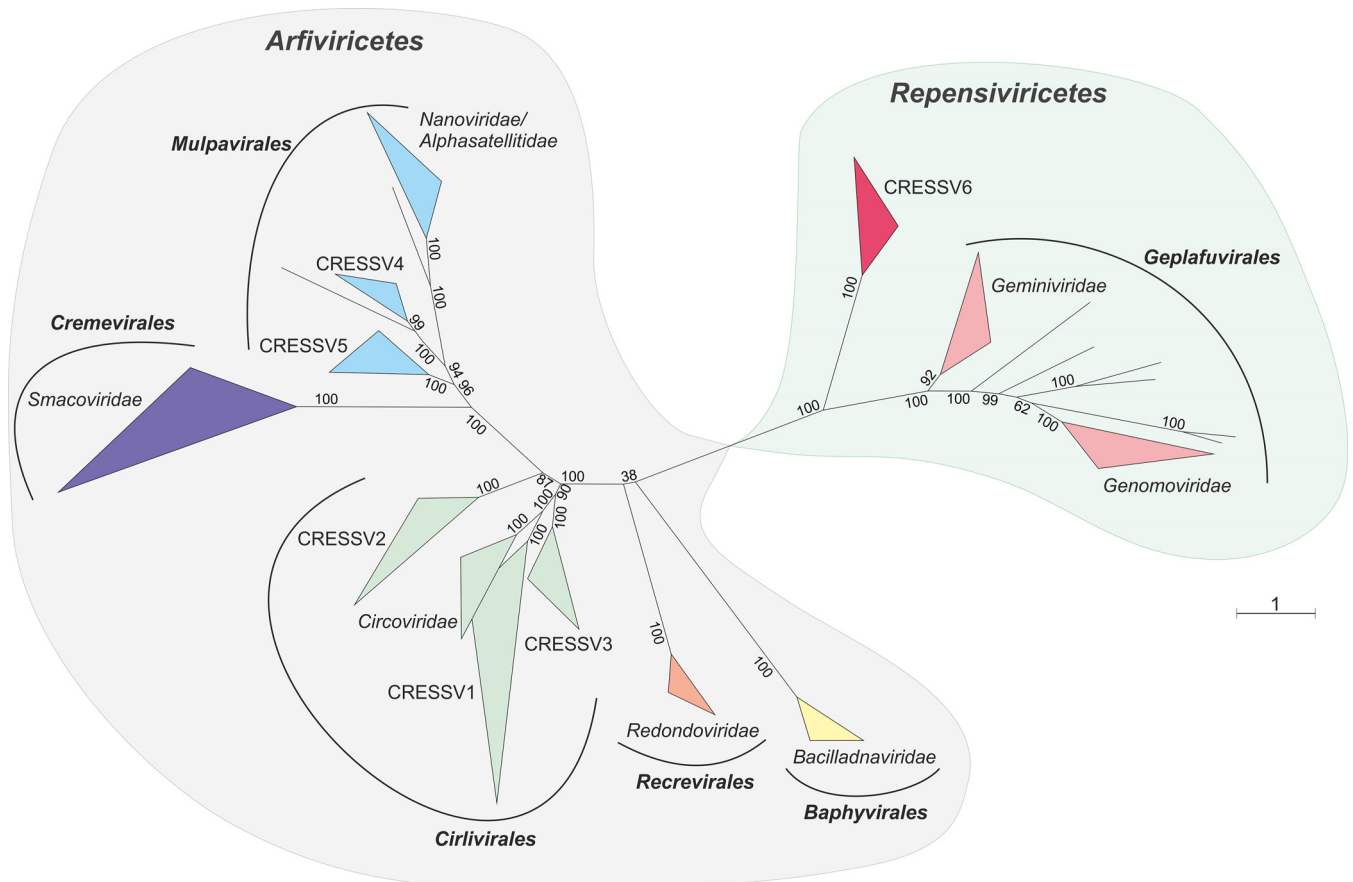 Arfiviricetes
Repensiviricetes
Mulpavirales
Nanoviridae/
Alphasatellitidae
100
100
CRESSV4
99
100
CRESSV5
100
94
96
Cremevirales
Smacoviridae
100
100
CRESSV6
100
Geplafuvirales
Geminiviridae
92
100
100
100
99
100
62
100
100
Genomoviridae
38
100
87
90
100
CRESSV2
100
100
100
100
Circoviridae
CRESSV3
CRESSV1
Cirlivirales
100
Redondoviridae
Recrevirales
100
Bacilladnaviridae
Baphyvirales
1